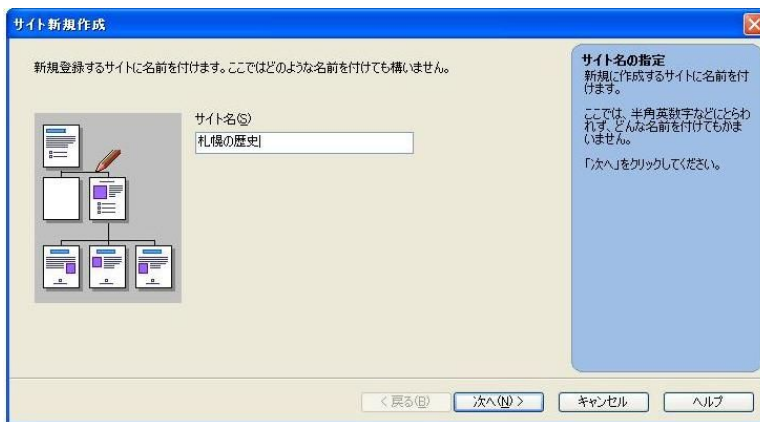 サイト新規作成
新規登録するサイトに名前を付けます。ここではどのような名前を付けても構いません。
サイト名(S)
札幌の歴史
サイト名の指定
新規に作成するサイトに名前を付
けます。
ここでは、半角英数字などにとらわ
れず、どんな名前を付けてもかま
いません。
「次へ」をクリックしてください。
< 戻る(B)
次へ(N) >
キャンセル
ヘルプ